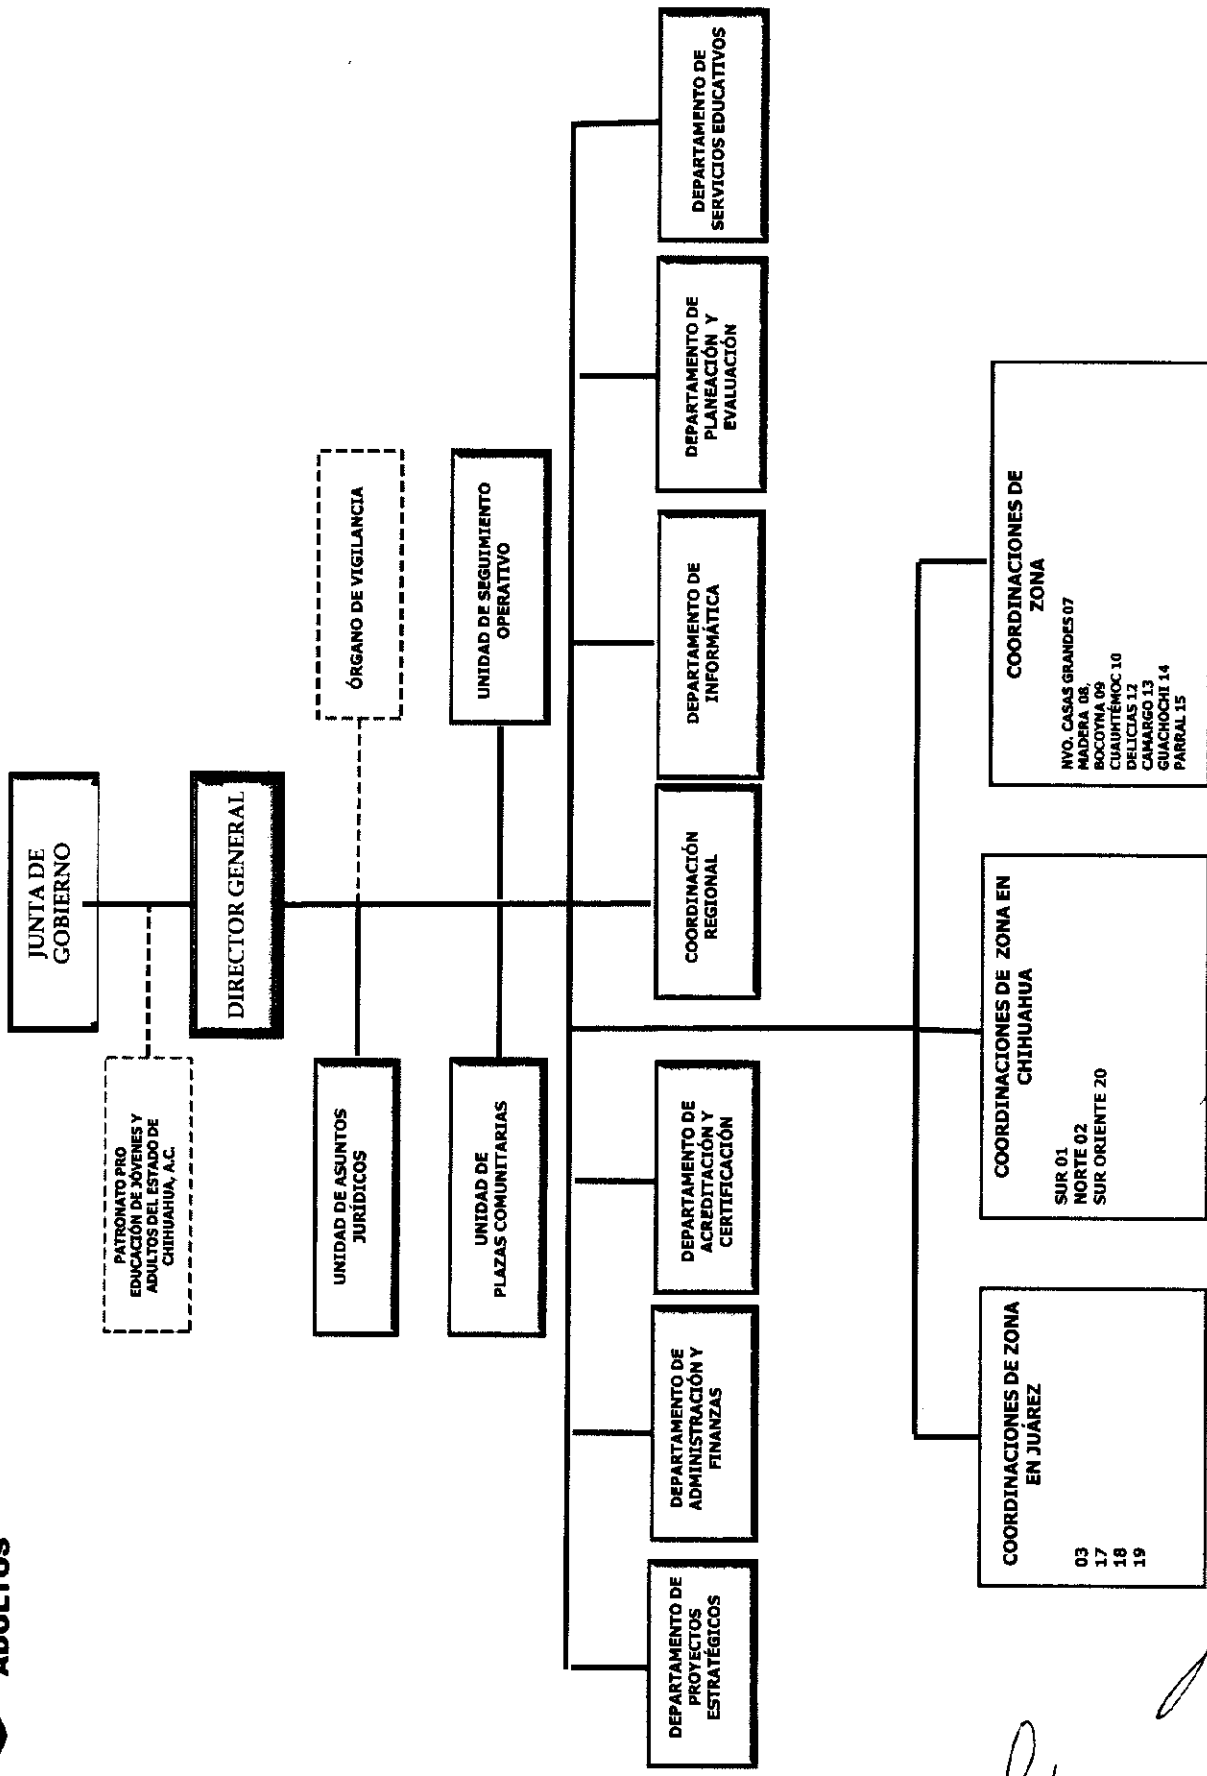 ADULTOS
JUNTA DE
GOBIERNO
PATRONATO PRO
EDUCACIÓN DE JÓVENES Y
ADULTOS DEL ESTADO DE
CHIHUAHUA, A.C.
DIRECTOR GENERAL
UNIDAD DE ASUNTOS
JURÍDICOS
ÓRGANO DE VIGILANCIA
UNIDAD DE
PLAZAS COMUNITARIAS
UNIDAD DE SEGUIMIENTO
OPERATIVO
DEPARTAMENTO DE
PROYECTOS
ESTRATÉGICOS
DEPARTAMENTO DE
ADMINISTRACIÓN Y
FINANZAS
DEPARTAMENTO DE
ACREDITACIÓN Y
CERTIFICACIÓN
COORDINACIÓN
REGIONAL
DEPARTAMENTO DE
INFORMÁTICA
DEPARTAMENTO DE
PLANEACIÓN Y
EVALUACIÓN
DEPARTAMENTO DE
SERVICIOS EDUCATIVOS
COORDINACIONES DE ZONA
EN JUÁREZ
03
17
18
19
COORDINACIONES DE ZONA EN
CHIHUAHUA
SUR 01
NORTE 02
SUR ORIENTE 20
COORDINACIONES DE
ZONA
NVO. CASAS GRANDES 07
MADERA 08,
BOCOYNA 09
CUAUHTÉMOC 10
DELICIAS 12
CAMARGO 13
GUACHOCHI 14
PARRAL 15